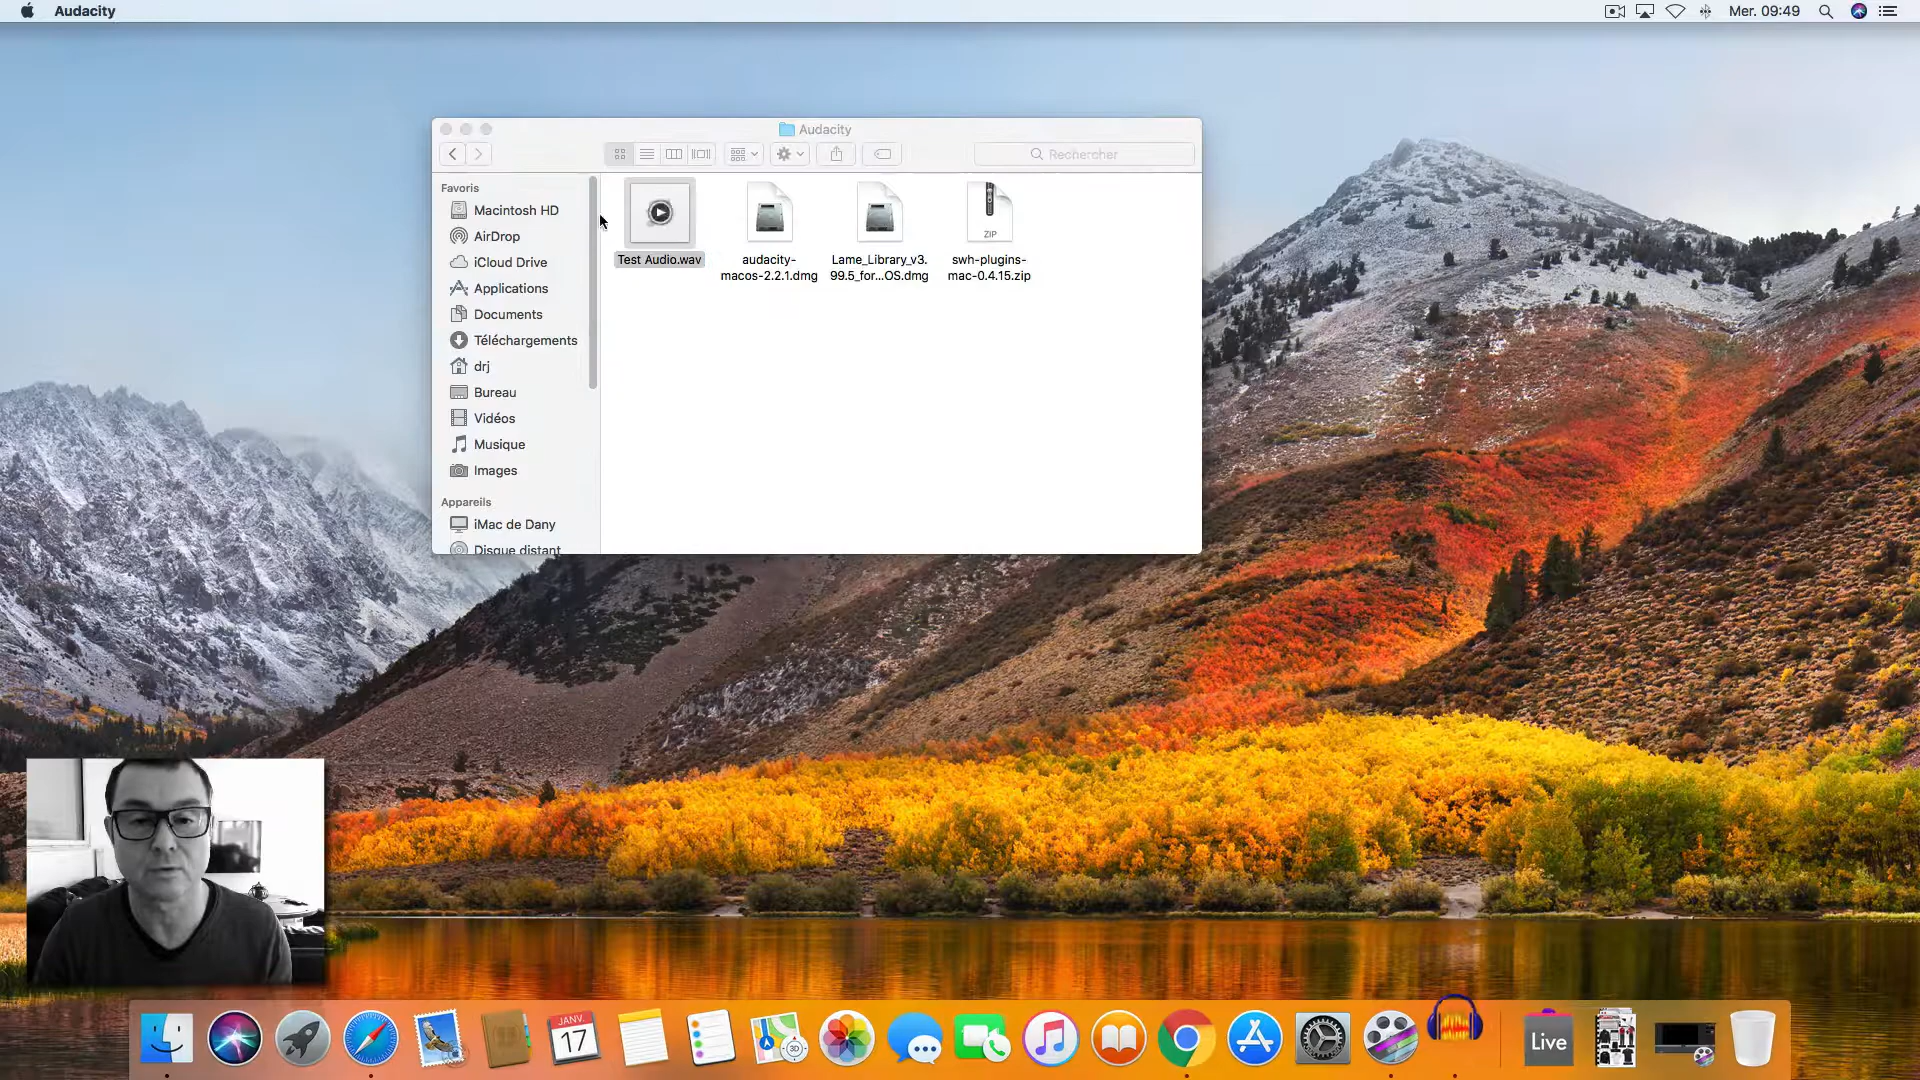 Audacity
Mer. 09:49
Audacity
Rechercher
Favoris
Macintosh HD
AirDrop
iCloud Drive
Applications
Documents
Téléchargements
drj
Bureau
Vidéos
Musique
Images
Appareils
iMac de Dany
Disque distant
Test Audio.wav
audacity-
macos-2.2.1.dmg
Lame_Library_v3.
99.5_for...OS.dmg
ZIP
swh-plugins-
mac-0.4.15.zip
JANV.
17
3D
Live